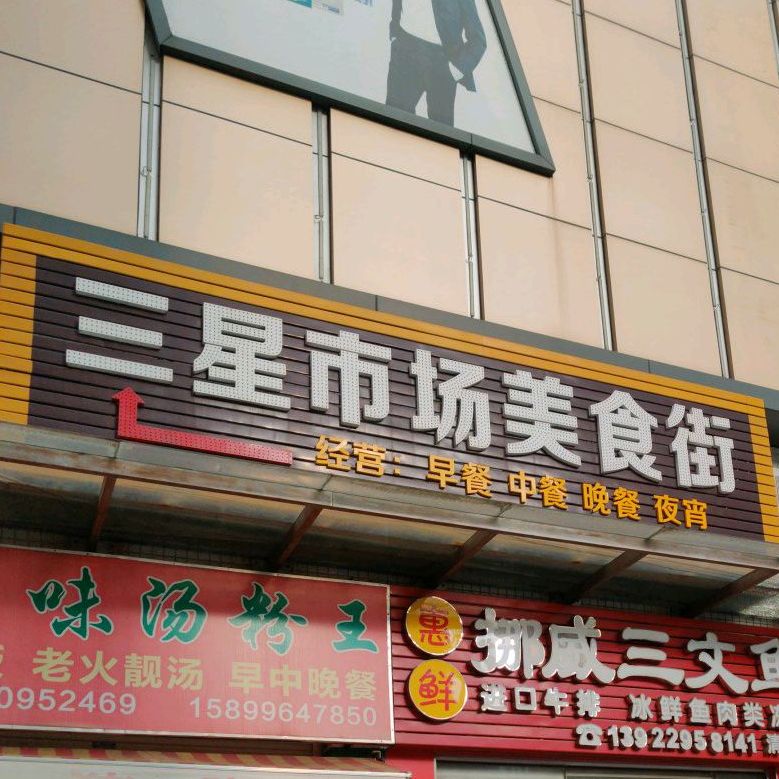 三星市场美食街
经营：早餐 中餐 晚餐 夜宵
味汤粉王
老火靓汤 早中晚餐
0952469 15899647850
惠鲜
挪威三文鱼
进口牛排 冰鲜鱼肉类
☎13922958141